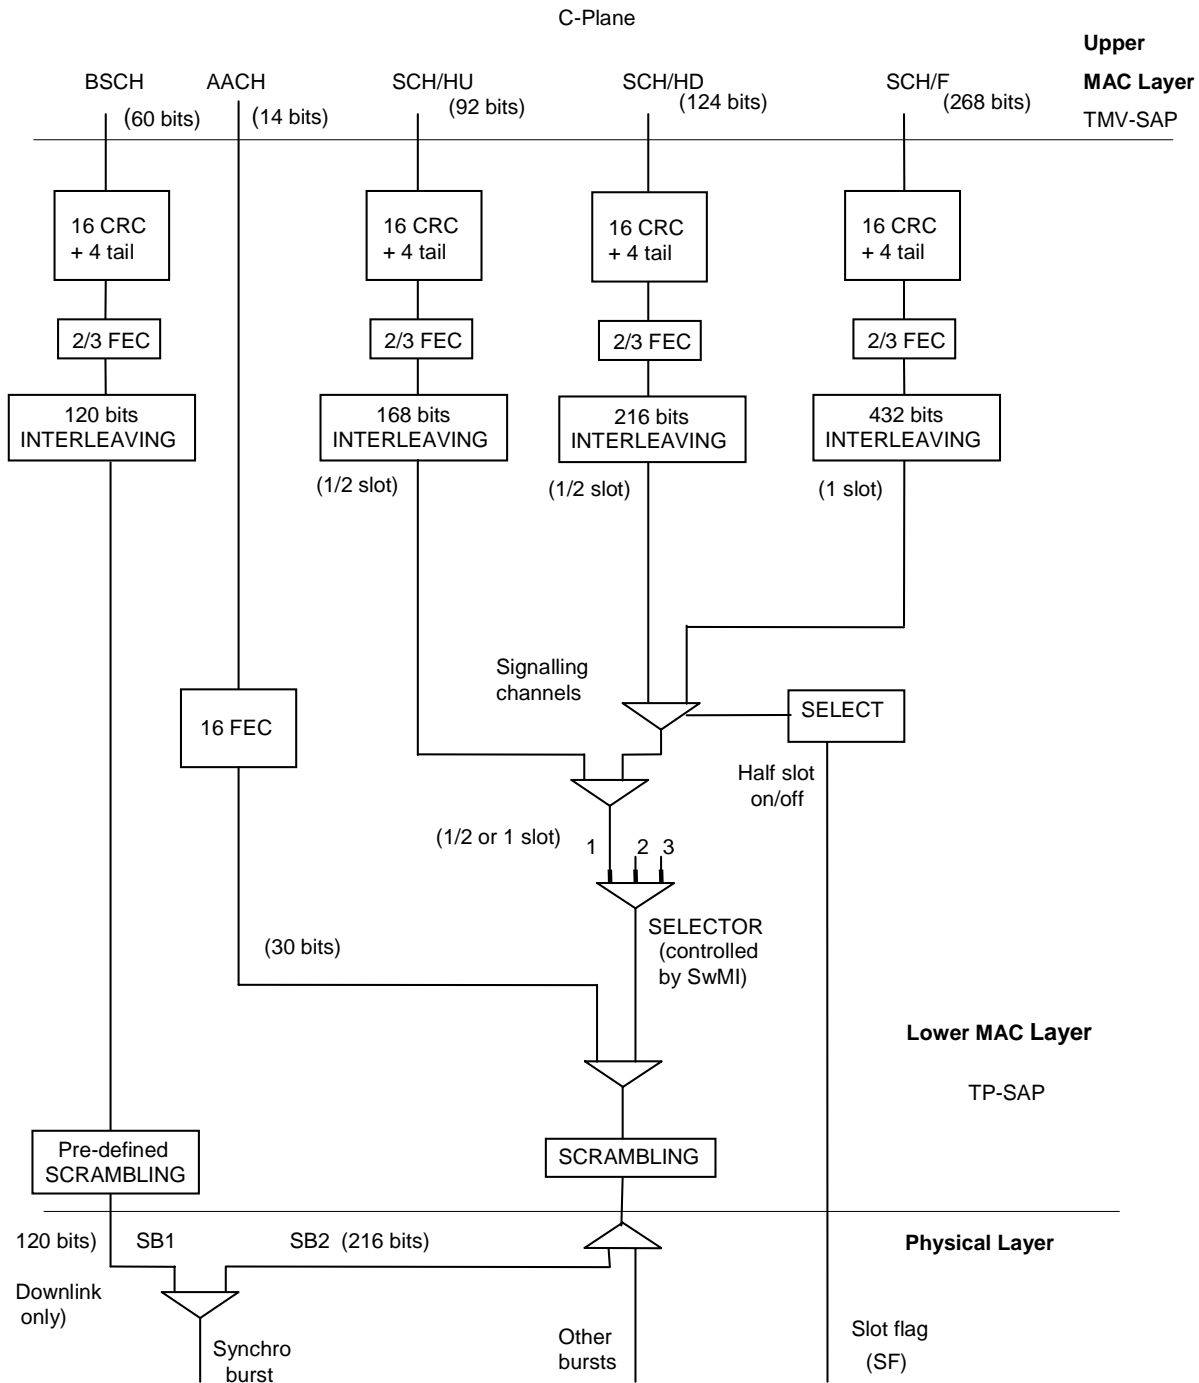 C-Plane
Upper
BSCH AACH SCH/HU SCH/HD SCH/F MAC Layer
(60 bits) (14 bits) (92 bits) (124 bits) (268 bits) TMV-SAP
16 CRC
+ 4 tail
16 CRC
+ 4 tail
16 CRC
+ 4 tail
16 CRC
+ 4 tail
2/3 FEC 2/3 FEC 2/3 FEC 2/3 FEC
120 bits
INTERLEAVING
168 bits
INTERLEAVING
216 bits
INTERLEAVING
432 bits
INTERLEAVING
(1/2 slot) (1/2 slot) (1 slot)
Signalling
channels
16 FEC
SELECT
Half slot
on/off
(1/2 or 1 slot) 1 2 3
SELECTOR
(controlled
by SwMI)
(30 bits)
Lower MAC Layer
TP-SAP
Pre-defined
SCRAMBLING
SCRAMBLING
120 bits) SB1 SB2 (216 bits) Physical Layer
Downlink
only)
Synchro
burst
Other
bursts
Slot flag
(SF)